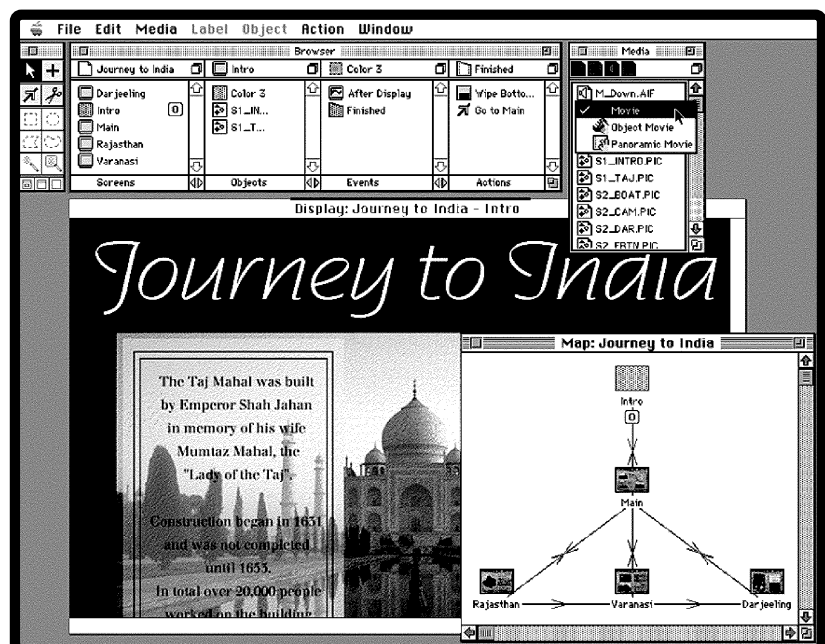 File Edit Media Label Object Action Window
Browser
Journey to India
Intro
Color 3
Finished
Darjeeling
Intro
Main
Rajasthan
Varanasi
Color 3
S1_IN...
S1_T...
After Display
Finished
Wipe Botto...
Go to Main
Screens
Objects
Events
Actions
Media
M_Down.AIF
Movie
Object Movie
Panoramic Movie
S1_INTRO.PIC
S1_TAJ.PIC
S2_BOAT.PIC
S2_CAM.PIC
S2_DAR.PIC
S2_FRTN.PIC
Display: Journey to India - Intro
Journey to India
The Taj Mahal was built
by Emperor Shah Jahan
in memory of his wife
Mumtaz Mahal, the
"Lady of the Taj".
Construction began in 1631
and was not completed
until 1653.
In total over 20,000 people
worked on the building
Map: Journey to India
Intro
Main
Rajasthan
Varanasi
Darjeeling